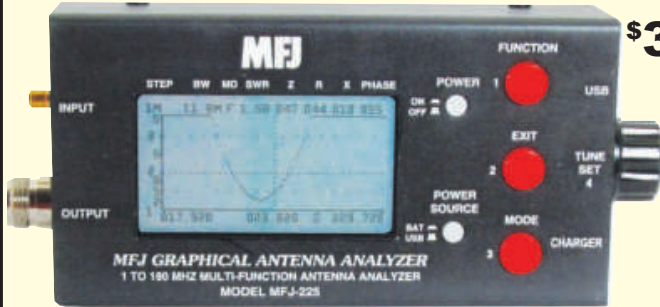 $3
MFJ
FUNCTION
STEP BW MO SWR Z R X PHASE
POWER
1
USB
INPUT
ON
OFF
EXIT
TUNE
SET
4
2
POWER
SOURCE
OUTPUT
BAT
USB
MODE
3
CHARGER
MFJ GRAPHICAL ANTENNA ANALYZER
1 TO 180 MHZ MULTI-FUNCTION ANTENNA ANALYZER
MODEL MFJ-225